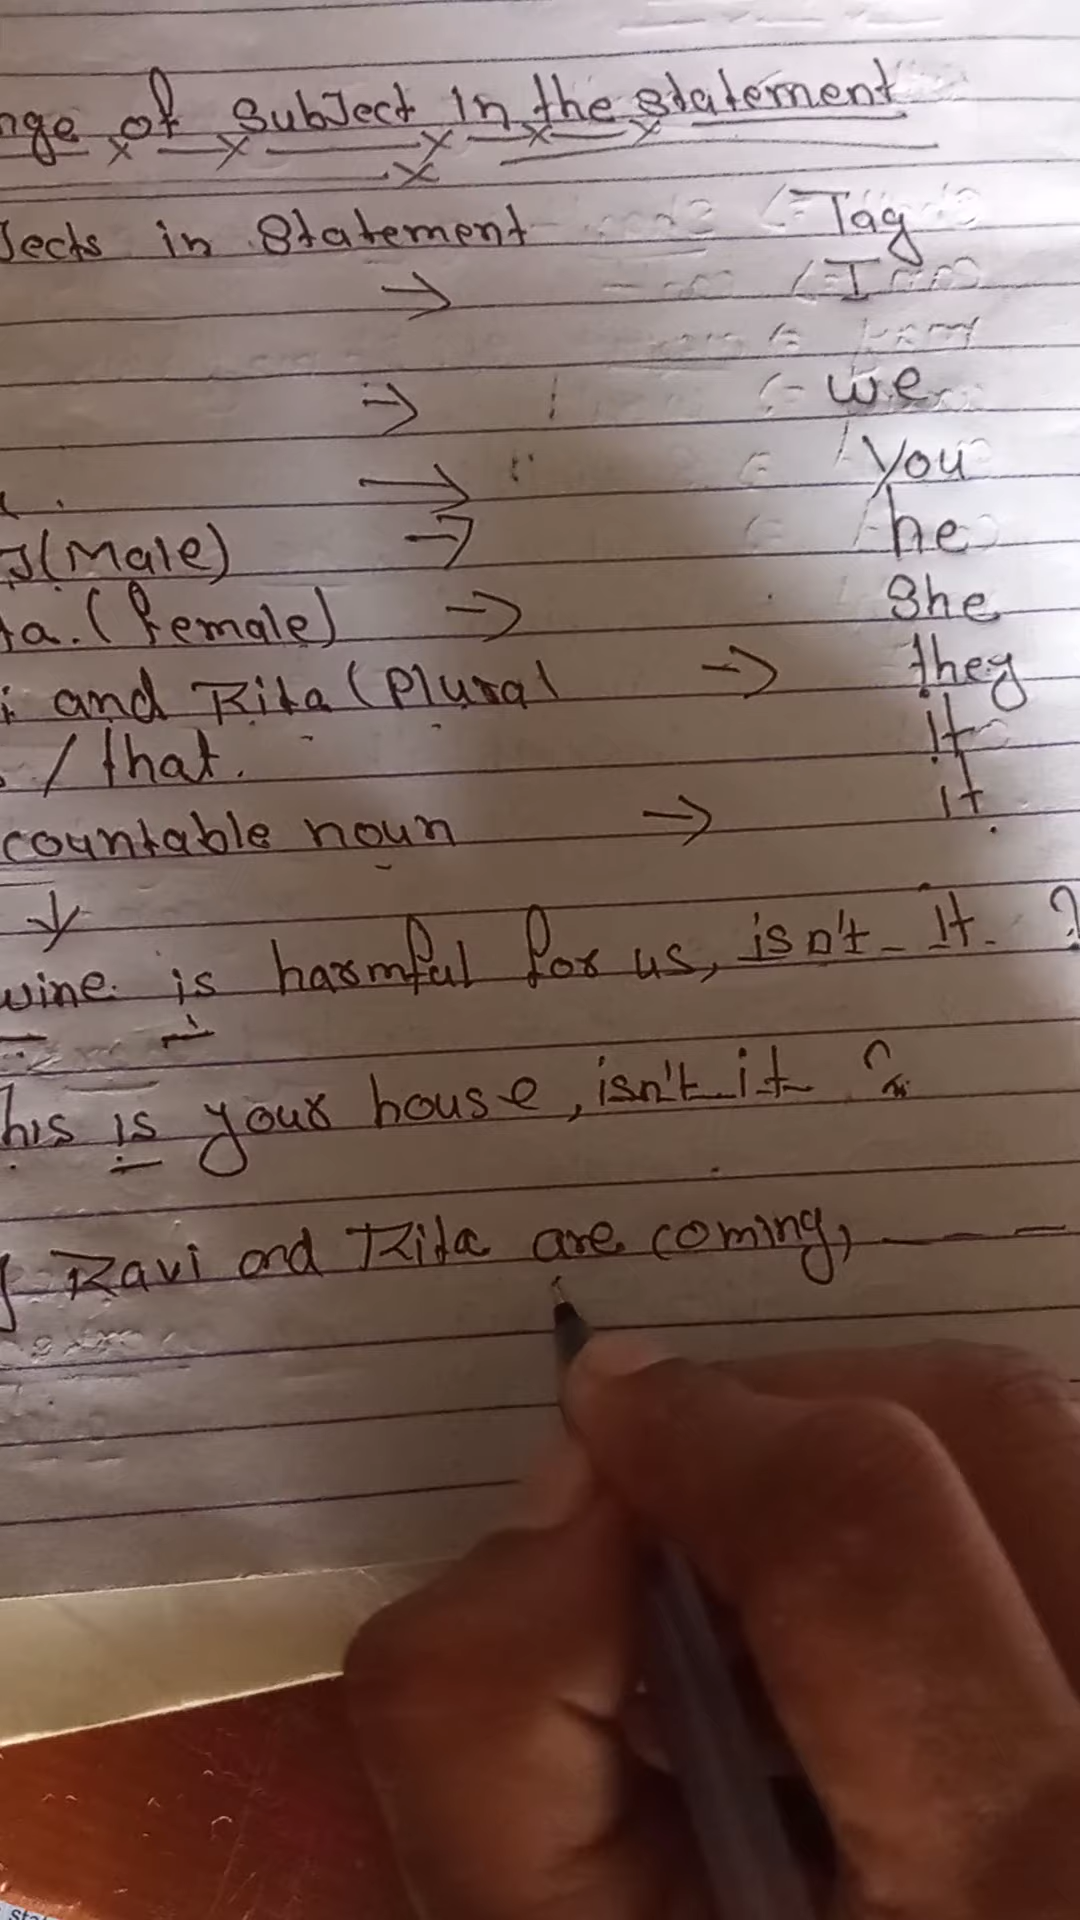 nge of Subject in the statement
Jects in Statement Tag
→ I
→ we
→ you
J (Male) → he
ta. (female) → She
i and Rita (Plural → they
/ that. it
countable noun → it
↓
wine is harmful for us, isn't it ?
his is your house, isn't it ?
Ravi and Rita are coming, _ _ _